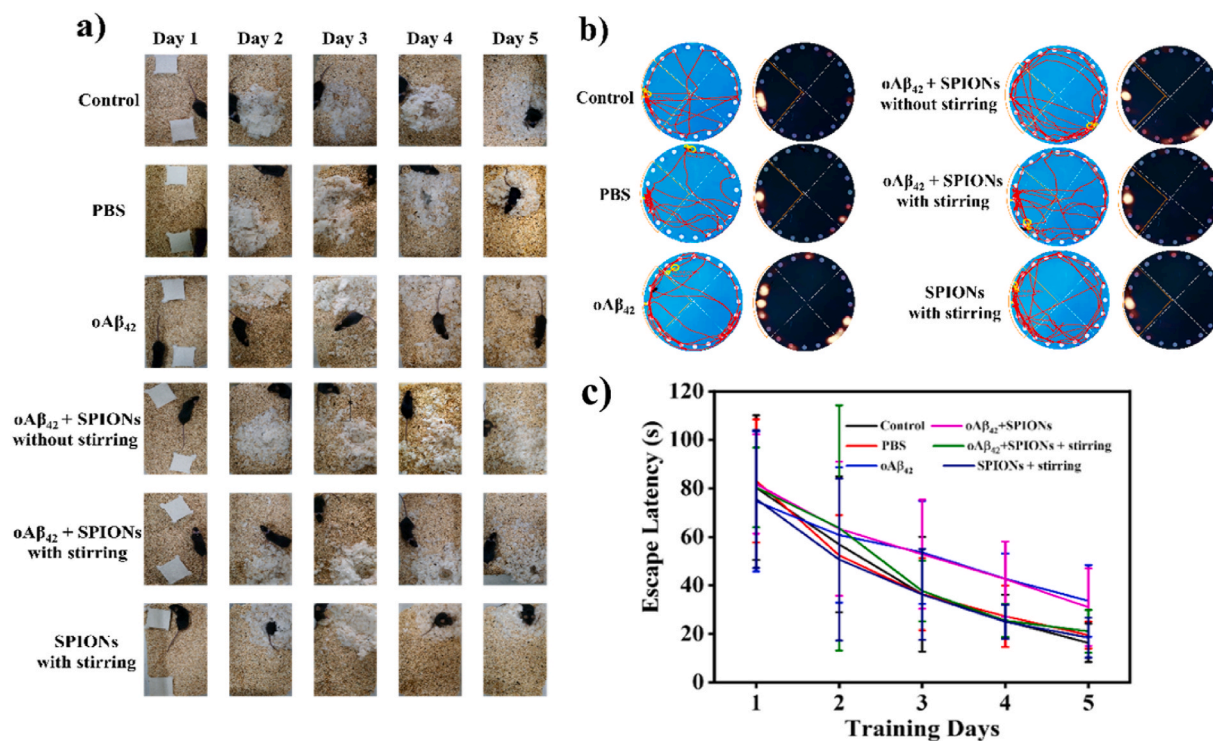 a)
Day 1 Day 2 Day 3 Day 4 Day 5
Control
PBS
oAβ₄₂
oAβ₄₂ + SPIONs
without stirring
oAβ₄₂ + SPIONs
with stirring
SPIONs
with stirring
b)
Control
PBS
oAβ₄₂
oAβ₄₂ + SPIONs
without stirring
oAβ₄₂ + SPIONs
with stirring
SPIONs
with stirring
c)
Escape Latency (s)
120
100
80
60
40
20
0
Control oAβ₄₂+SPIONs
PBS oAβ₄₂+SPIONs + stirring
oAβ₄₂ SPIONs + stirring
1 2 3 4 5
Training Days